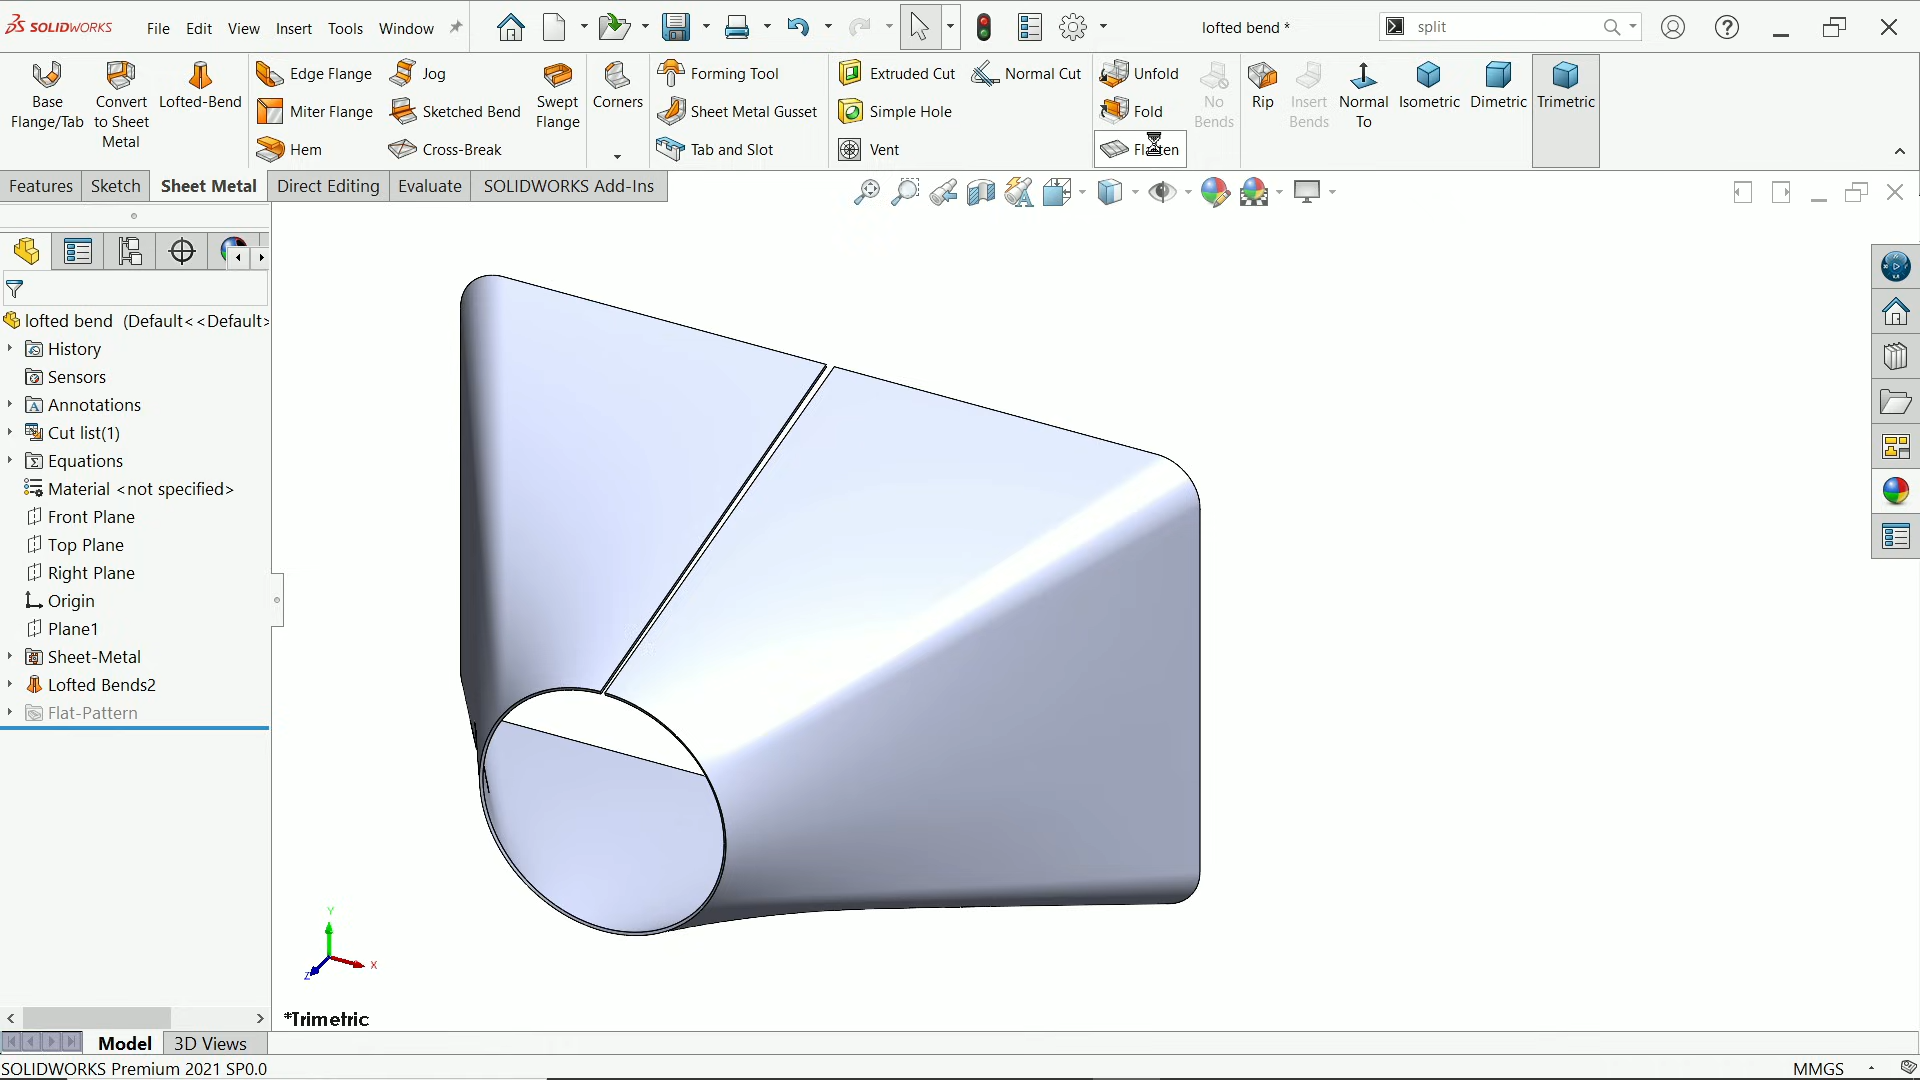 SOLIDWORKS File Edit View Insert Tools Window lofted bend * split
Base Flange/Tab
Convert to Sheet Metal
Lofted-Bend
Edge Flange
Miter Flange
Hem
Jog
Sketched Bend
Cross-Break
Swept Flange
Corners
Forming Tool
Sheet Metal Gusset
Tab and Slot
Extruded Cut
Simple Hole
Vent
Normal Cut
Unfold
Fold
No Bends
Rip
Insert Bends
Normal To
Isometric
Dimetric
Trimetric
Features Sketch Sheet Metal Direct Editing Evaluate SOLIDWORKS Add-Ins
lofted bend (Default<<Default>
History
Sensors
Annotations
Cut list(1)
Equations
Material <not specified>
Front Plane
Top Plane
Right Plane
Origin
Plane1
Sheet-Metal
Lofted Bends2
Flat-Pattern
Y
X
Z
*Trimetric
Model 3D Views
SOLIDWORKS Premium 2021 SP0.0 MMGS